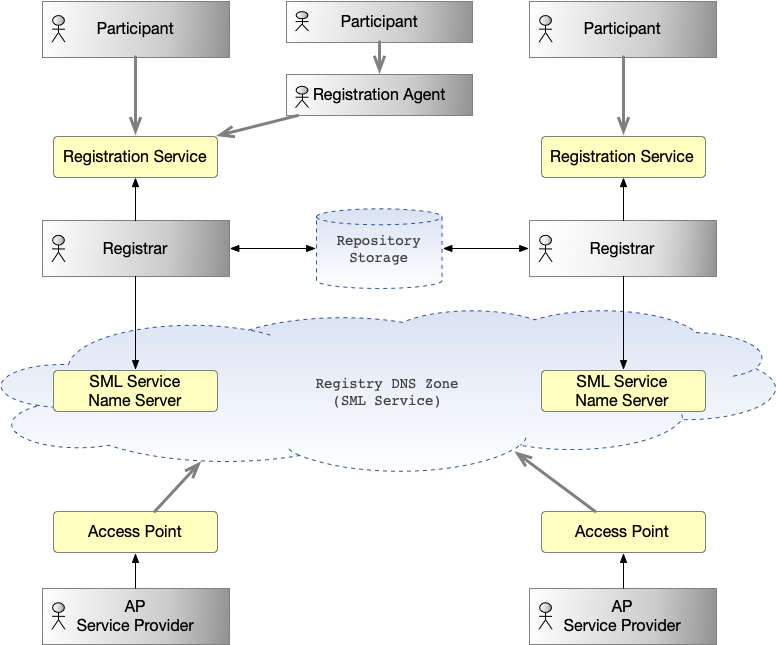 Participant
Participant
Participant
Registration Agent
Registration Service
Registration Service
Registrar
Repository
Storage
Registrar
SML Service
Name Server
Registry DNS Zone
(SML Service)
SML Service
Name Server
Access Point
Access Point
AP
Service Provider
AP
Service Provider